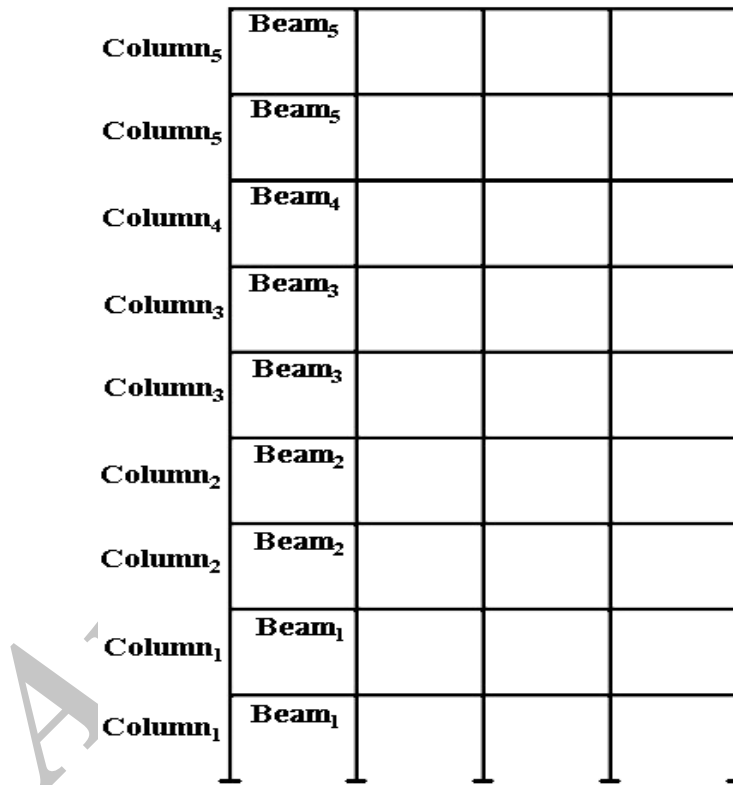 Beam₅
Column₅
Beam₅
Column₅
Beam₄
Column₄
Beam₃
Column₃
Beam₃
Column₃
Beam₂
Column₂
Beam₂
Column₂
Beam₁
Column₁
Beam₁
Column₁